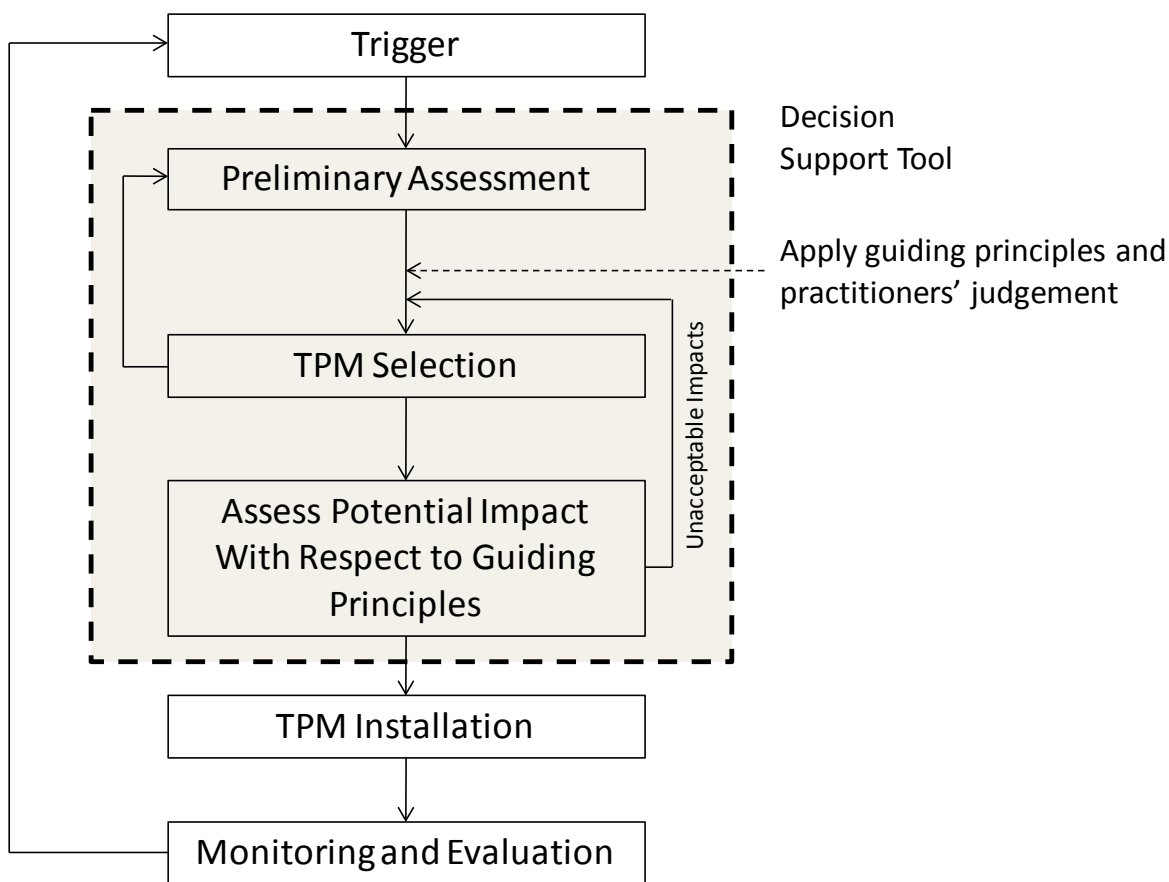 Trigger
Decision
Support Tool
Preliminary Assessment
Apply guiding principles and
practitioners’ judgement
Unacceptable Impacts
TPM Selection
Assess Potential Impact
With Respect to Guiding
Principles
TPM Installation
Monitoring and Evaluation